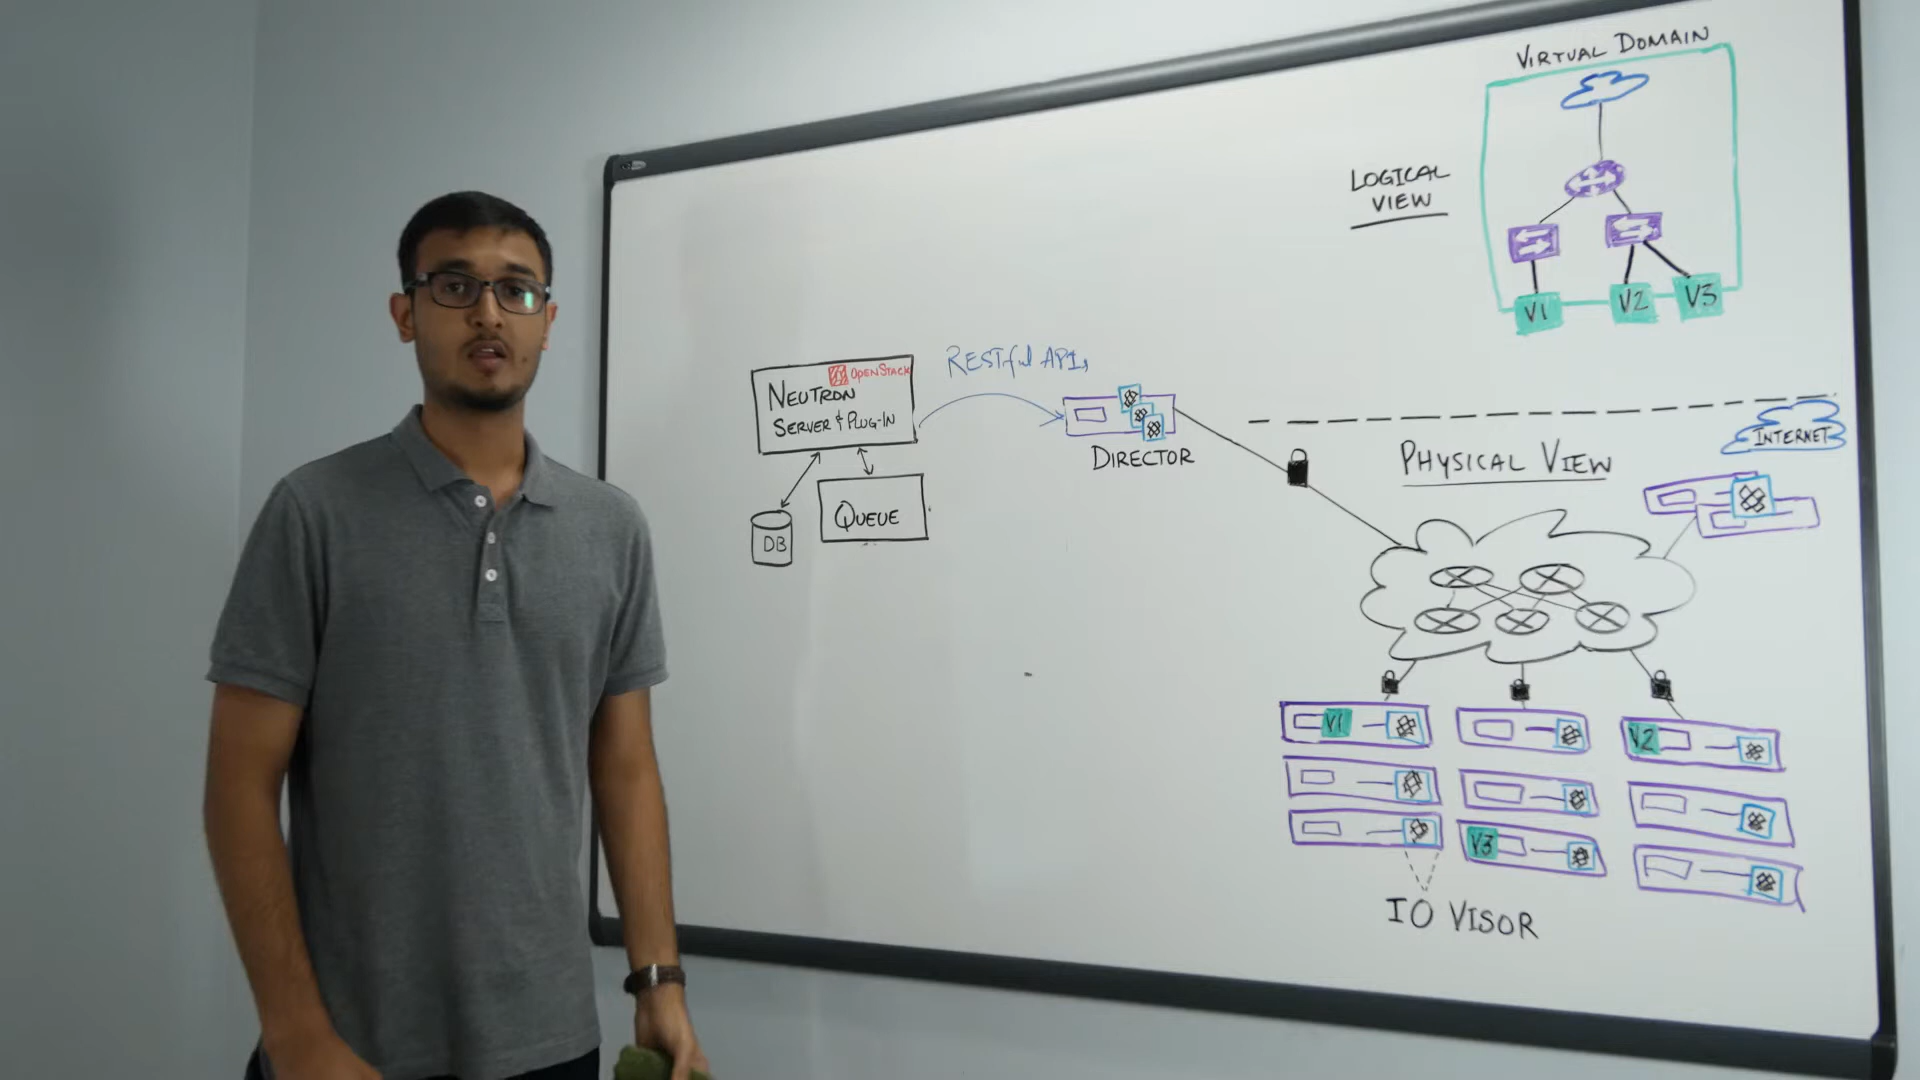 VIRTUAL DOMAIN
LOGICAL
VIEW
V1
V2
V3
OPENSTACK
NEUTRON
SERVER & PLUG-IN
DB
QUEUE
RESTful APIs
DIRECTOR
PHYSICAL VIEW
INTERNET
V1
V2
V3
IO VISOR